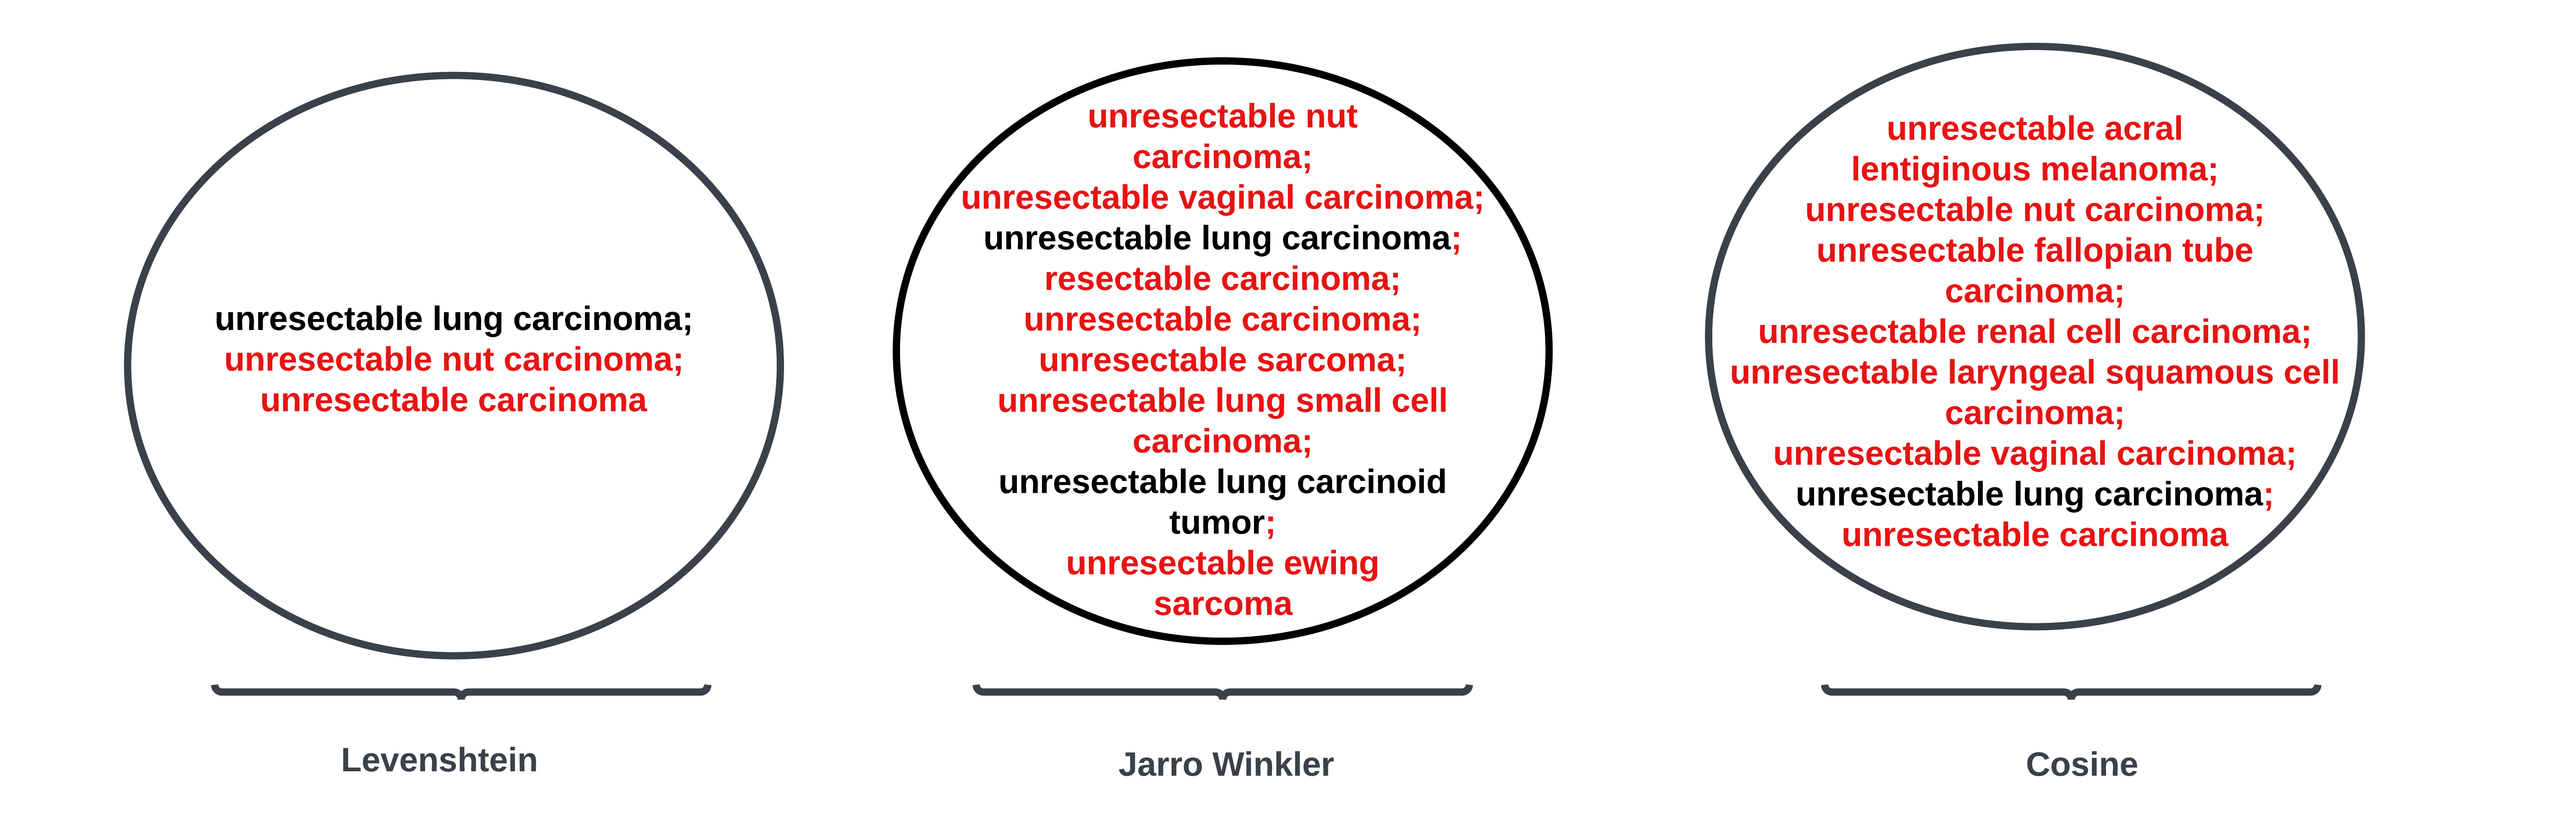 unresectable lung carcinoma;
unresectable nut carcinoma;
unresectable carcinoma
Levenshtein
unresectable nut
carcinoma;
unresectable vaginal carcinoma;
unresectable lung carcinoma;
resectable carcinoma;
unresectable carcinoma;
unresectable sarcoma;
unresectable lung small cell
carcinoma;
unresectable lung carcinoid
tumor;
unresectable ewing
sarcoma
Jarro Winkler
unresectable acral
lentiginous melanoma;
unresectable nut carcinoma;
unresectable fallopian tube
carcinoma;
unresectable renal cell carcinoma;
unresectable laryngeal squamous cell
carcinoma;
unresectable vaginal carcinoma;
unresectable lung carcinoma;
unresectable carcinoma
Cosine